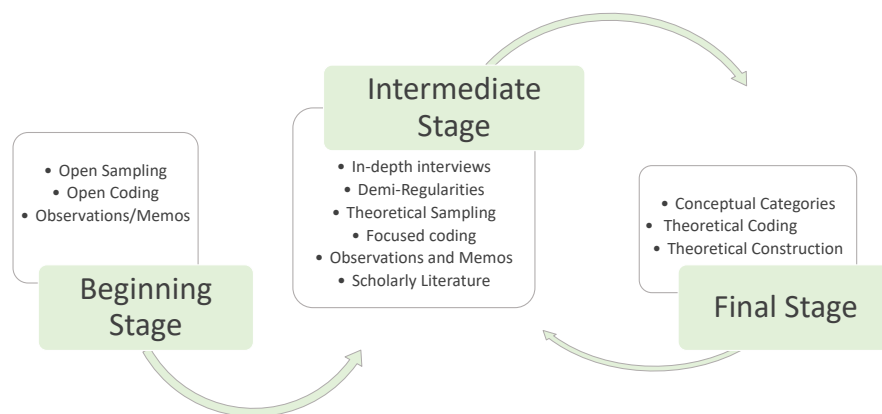 • Open Sampling
• Open Coding
• Observations/Memos
Beginning
Stage
Intermediate
Stage
• In-depth interviews
• Demi-Regularities
• Theoretical Sampling
• Focused coding
• Observations and Memos
• Scholarly Literature
• Conceptual Categories
• Theoretical Coding
• Theoretical Construction
Final Stage